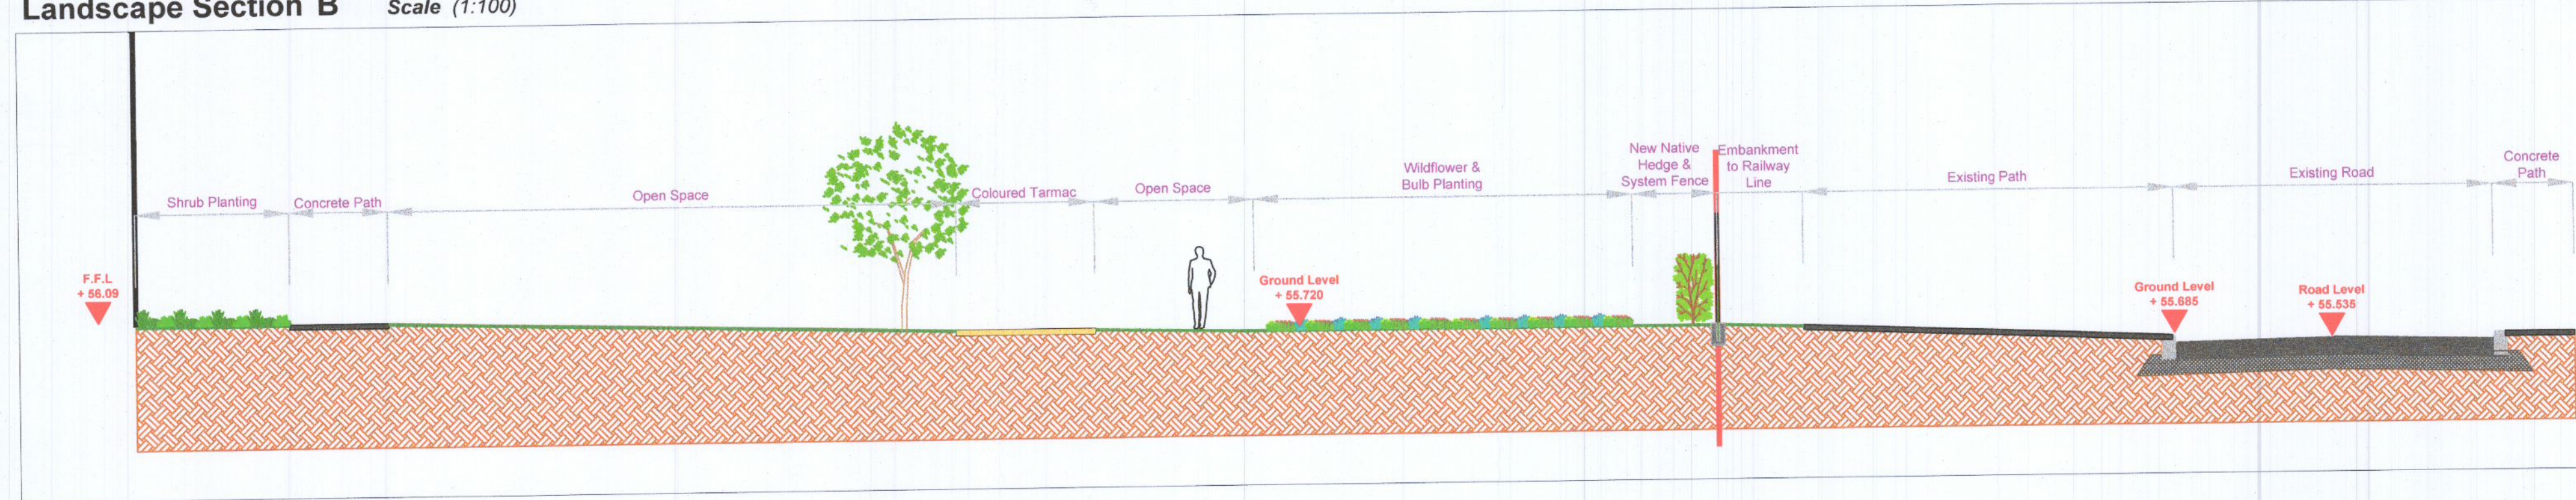 Landscape Section B Scale (1:100)
Shrub Planting
Concrete Path
Open Space
Coloured Tarmac
Open Space
Wildflower &
Bulb Planting
New Native
Hedge &
System Fence
Embankment
to Railway
Line
Existing Path
Existing Road
Concrete
Path
F.F.L
+ 56.09
Ground Level
+ 55.720
Ground Level
+ 55.685
Road Level
+ 55.535